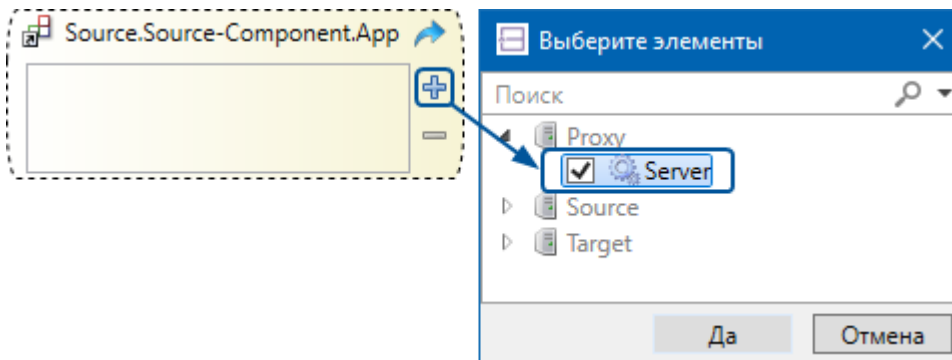 Source.Source-Component.App
Выберите элементы
Поиск
Proxy
Server
Source
Target
Да
Отмена